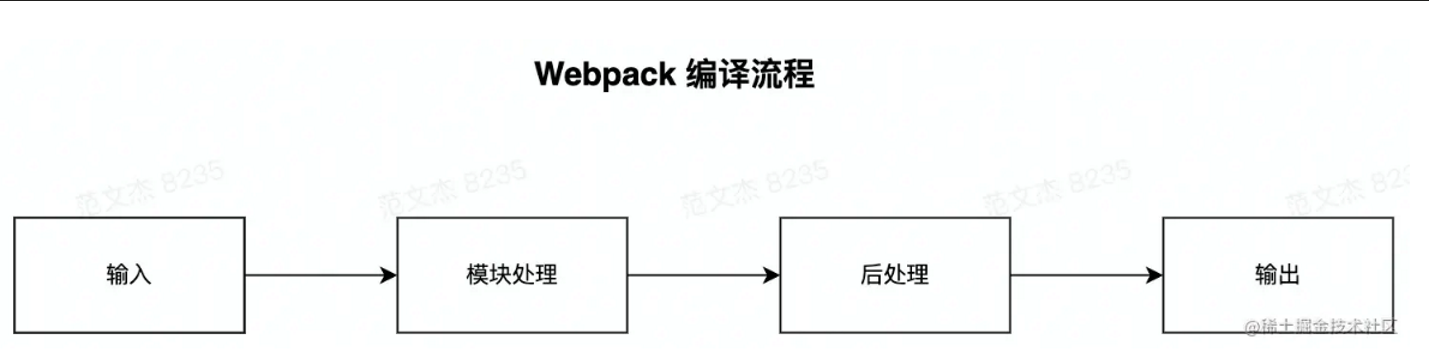 Webpack 编译流程
范文杰 8235
范文杰 8235
范文杰 8235
范文杰 8235
范文杰 823
输入
模块处理
后处理
输出
@稀土掘金技术社区